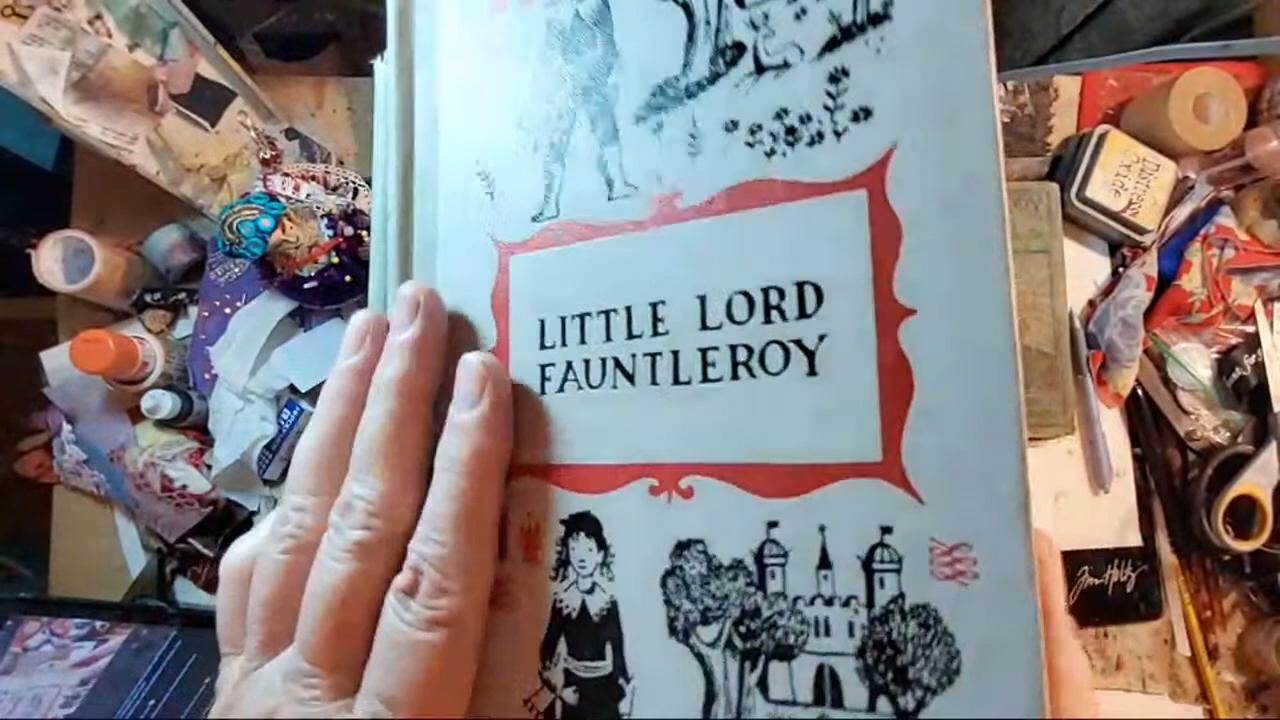 LITTLE LORD
FAUNTLEROY
Distress
Oxide
Tim Holtz